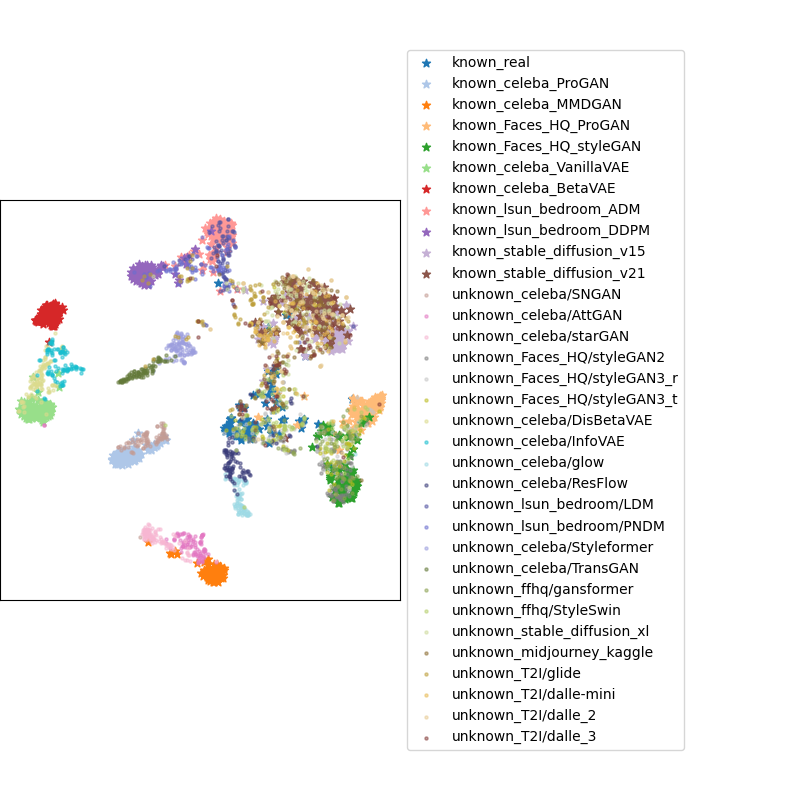 known_real
known_celeba_ProGAN
known_celeba_MMDGAN
known_Faces_HQ_ProGAN
known_Faces_HQ_styleGAN
known_celeba_VanillaVAE
known_celeba_BetaVAE
known_lsun_bedroom_ADM
known_lsun_bedroom_DDPM
known_stable_diffusion_v15
known_stable_diffusion_v21
unknown_celeba/SNGAN
unknown_celeba/AttGAN
unknown_celeba/starGAN
unknown_Faces_HQ/styleGAN2
unknown_Faces_HQ/styleGAN3_r
unknown_Faces_HQ/styleGAN3_t
unknown_celeba/DisBetaVAE
unknown_celeba/InfoVAE
unknown_celeba/glow
unknown_celeba/ResFlow
unknown_lsun_bedroom/LDM
unknown_lsun_bedroom/PNDM
unknown_celeba/Styleformer
unknown_celeba/TransGAN
unknown_ffhq/gansformer
unknown_ffhq/StyleSwin
unknown_stable_diffusion_xl
unknown_midjourney_kaggle
unknown_T2I/glide
unknown_T2I/dalle-mini
unknown_T2I/dalle_2
unknown_T2I/dalle_3